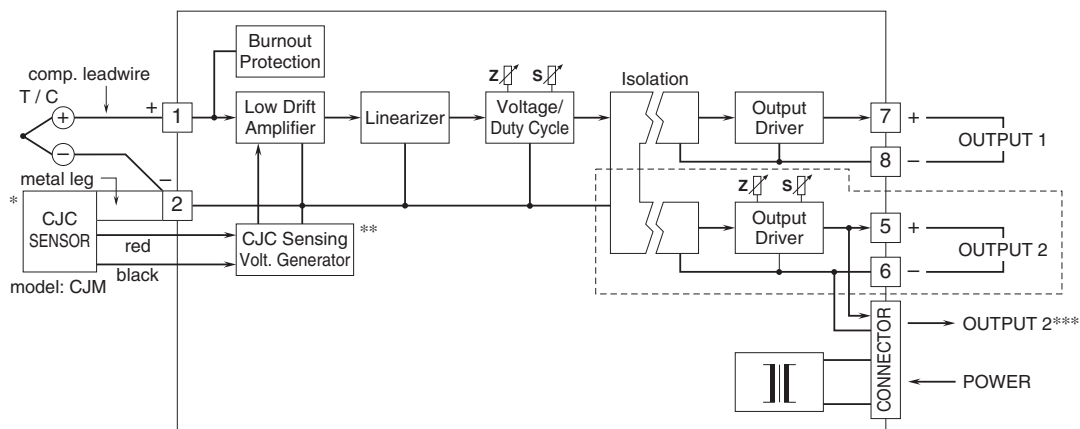 Burnout
Protection
comp. leadwire
T / C
+
−
+
1
−
2
metal leg
*
CJC
SENSOR
red
black
model: CJM
Low Drift
Amplifier
Linearizer
Z
S
Voltage/
Duty Cycle
CJC Sensing
Volt. Generator
**
Isolation
Output
Driver
7
+
8
−
OUTPUT 1
Z
S
Output
Driver
5
+
6
−
OUTPUT 2
CONNECTOR
OUTPUT 2***
POWER